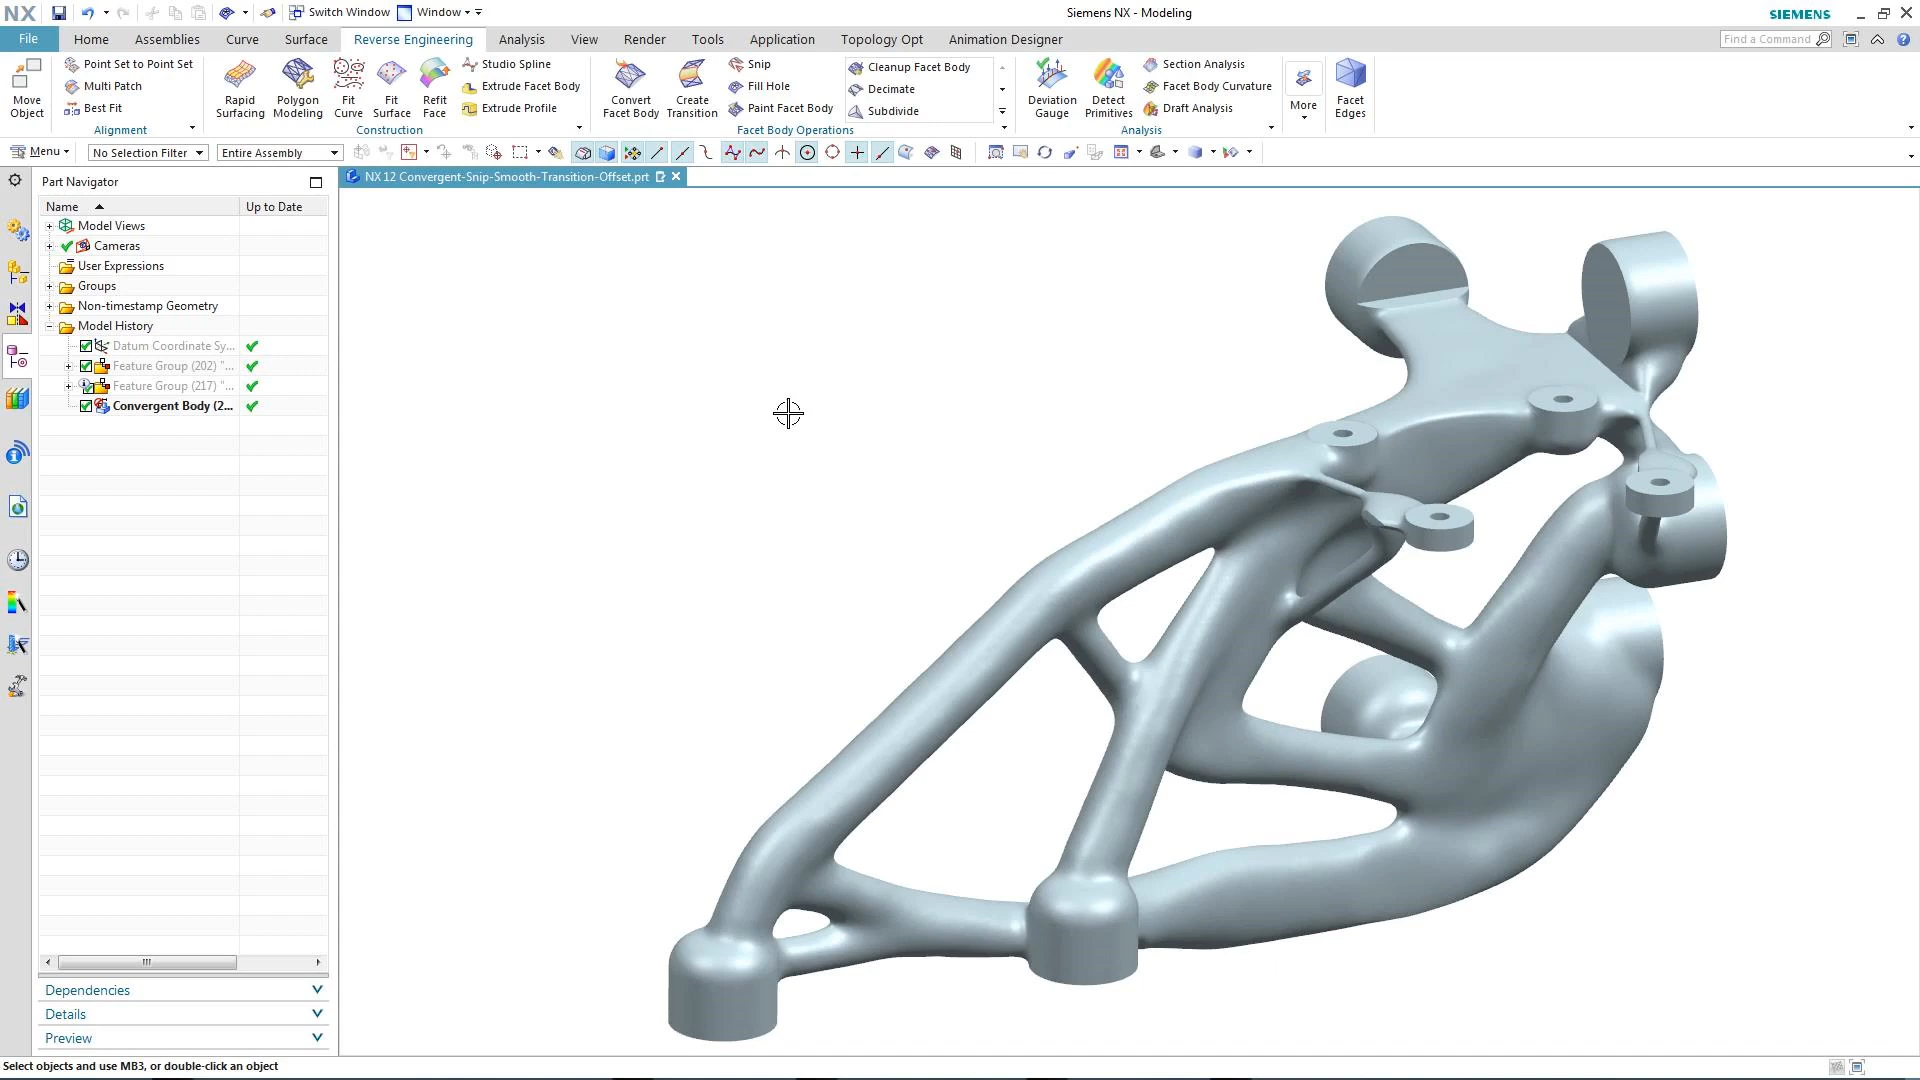 NX Switch Window Window Siemens NX - Modeling SIEMENS
File Home Assemblies Curve Surface Reverse Engineering Analysis View Render Tools Application Topology Opt Animation Designer Find a Command
Move Object
Point Set to Point Set
Multi Patch
Best Fit
Alignment
Rapid Surfacing
Polygon Modeling
Fit Curve
Fit Surface
Refit Face
Studio Spline
Extrude Facet Body
Extrude Profile
Construction
Convert Facet Body
Create Transition
Snip
Fill Hole
Paint Facet Body
Cleanup Facet Body
Decimate
Subdivide
Facet Body Operations
Deviation Gauge
Detect Primitives
Section Analysis
Facet Body Curvature
Draft Analysis
Analysis
More
Facet Edges
Menu No Selection Filter Entire Assembly
Part Navigator
NX 12 Convergent-Snip-Smooth-Transition-Offset.prt
Name Up to Date
Model Views
Cameras
User Expressions
Groups
Non-timestamp Geometry
Model History
Datum Coordinate Sy...
Feature Group (202) "...
Feature Group (217) "...
Convergent Body (2...
Dependencies
Details
Preview
Select objects and use MB3, or double-click an object